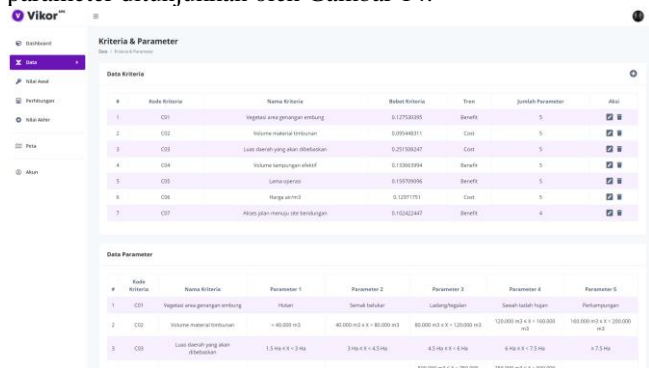 parameter ditunjukkan oleh Gambar 14.
Vikor
Dashboard
Kriteria & Parameter
Data / Kriteria & Parameter
Data
Data Kriteria
Nilai Awal
Perhitungan
Nilai Akhir
Peta
Akun
# Kode Kriteria Nama Kriteria Bobot Kriteria Tren Jumlah Parameter Aksi
1 C01 Vegetasi area genangan embung 0.127530395 Benefit 5
2 C02 Volume material timbunan 0.095448311 Cost 5
3 C03 Luas daerah yang akan dibebaskan 0.251508247 Cost 5
4 C04 Volume tampungan efektif 0.133603994 Benefit 5
5 C05 Lama operasi 0.159709096 Benefit 5
6 C06 Harga air/m3 0.12971751 Cost 5
7 C07 Akses jalan menuju site bendungan 0.102422447 Benefit 4
Data Parameter
# Kode Kriteria Nama Kriteria Parameter 1 Parameter 2 Parameter 3 Parameter 4 Parameter 5
1 C01 Vegetasi area genangan embung Hutan Semak belukar Ladang/tegalan Sawah tadah hujan Perkampungan
2 C02 Volume material timbunan < 40.000 m3 40.000 m3 ≤ X < 80.000 m3 80.000 m3 ≤ X < 120.000 m3 120.000 m3 ≤ X < 160.000 m3 160.000 m3 ≤ X < 200.000 m3
3 C03 Luas daerah yang akan dibebaskan 1.5 Ha ≤ X < 3 Ha 3 Ha ≤ X < 4.5 Ha 4.5 Ha ≤ X < 6 Ha 6 Ha ≤ X < 7.5 Ha